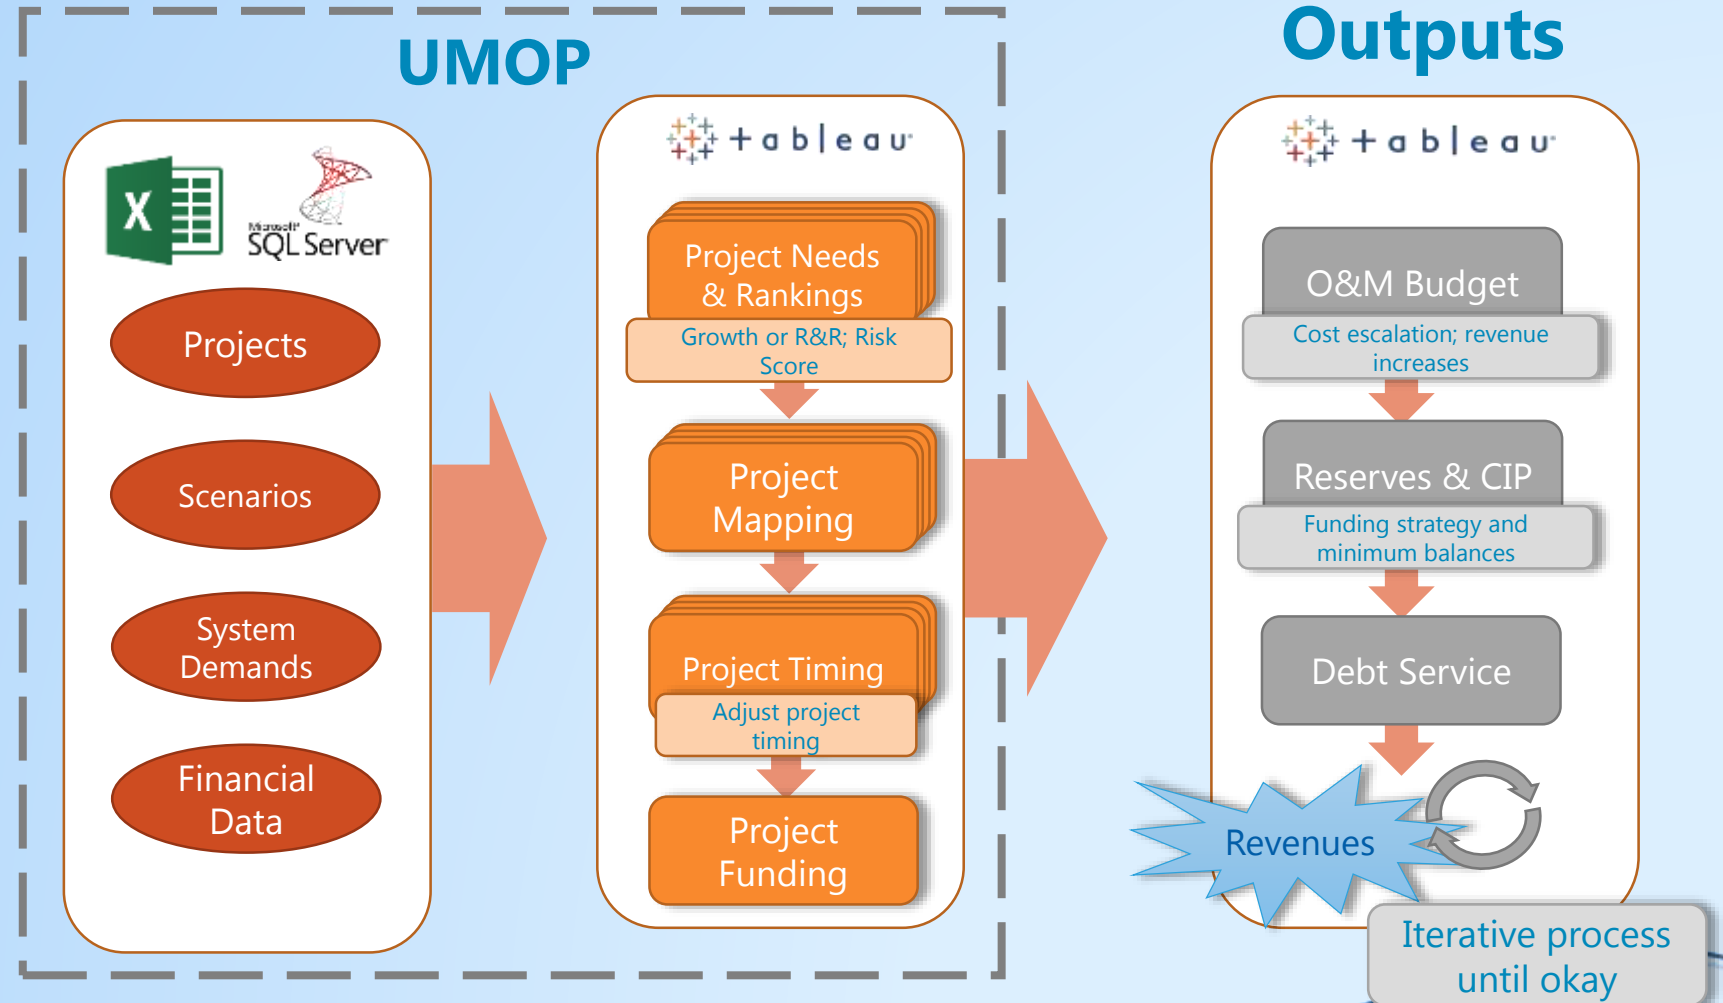 UMOP
Outputs
X
Microsoft
SQL Server
Projects
Scenarios
System
Demands
Financial
Data
+ a b l e a u
Project Needs
& Rankings
Growth or R&R; Risk
Score
Project
Mapping
Project Timing
Adjust project
timing
Project
Funding
+ a b l e a u
O&M Budget
Cost escalation; revenue
increases
Reserves & CIP
Funding strategy and
minimum balances
Debt Service
Revenues
Iterative process
until okay